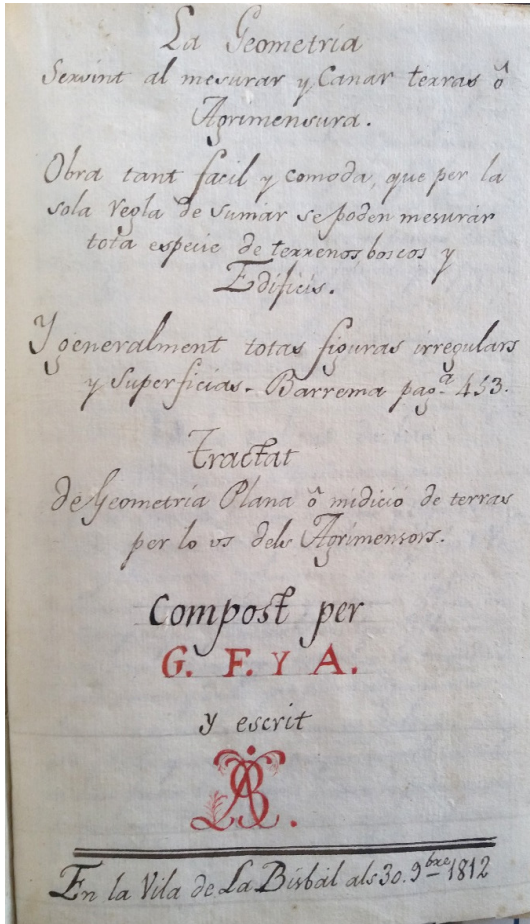 La Geometria
Servint al mesurar y Canar terras ô
Agrimensura.
Obra tant facil y comoda, que per la
sola regla de sumar se poden mesurar
tota especie de terrenos boscos y
Edificis.
Y generalment totas figuras irregulars
y superficias. Barrema pagª. 453.
Tractat
de Geometria Plana ô midició de terras
per lo us dels Agrimensors.
Compost per
G. F. Y A.
y escrit
En la Vila de La Bisbal als 30. 9bre 1812